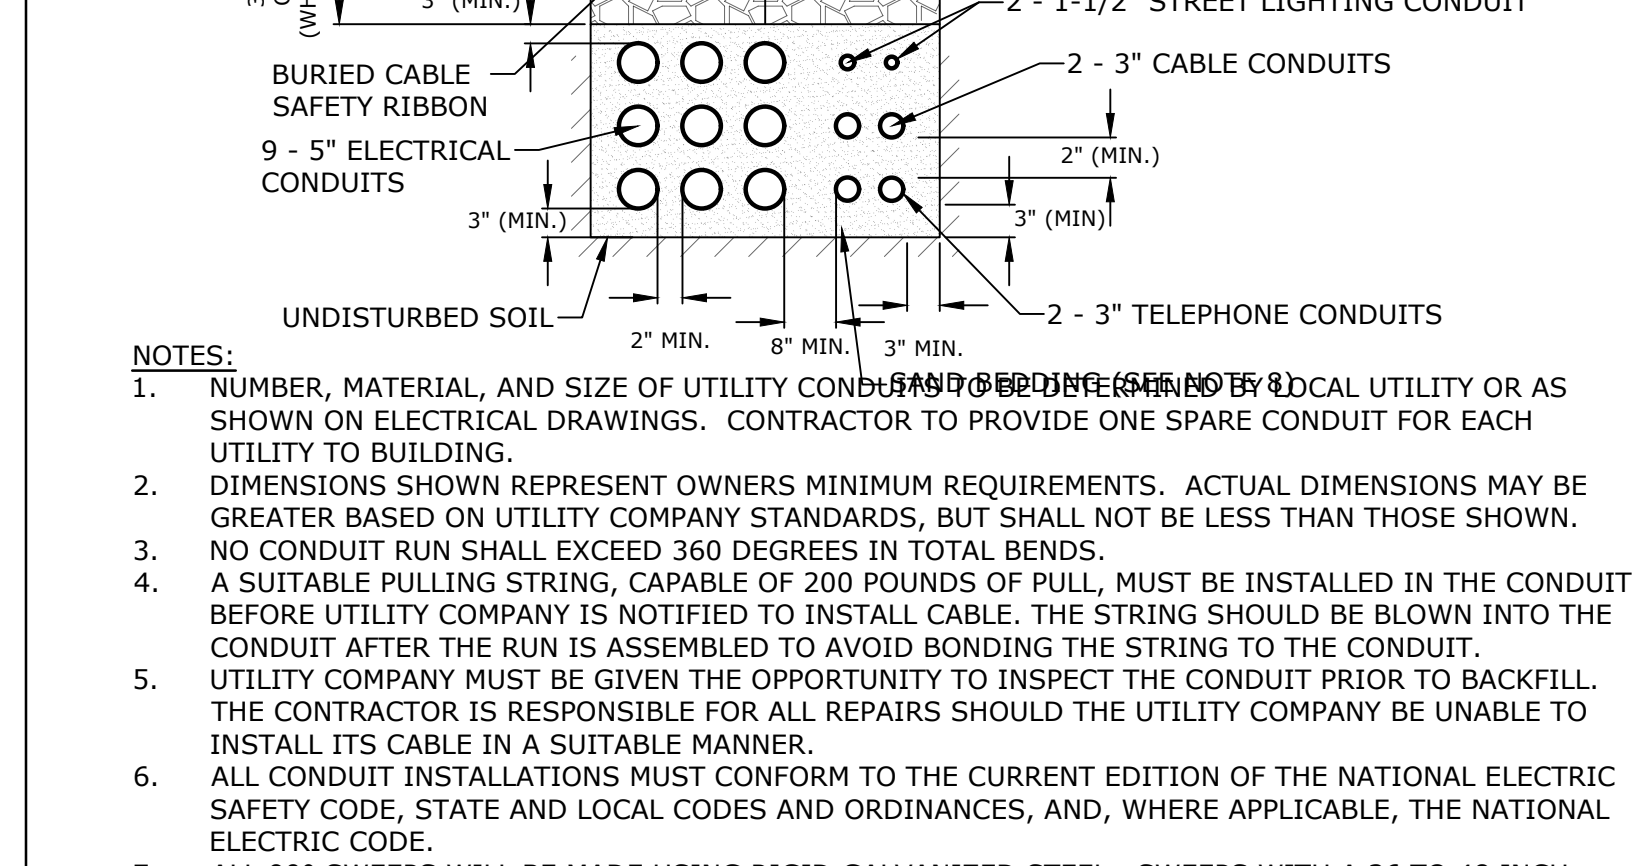 3" (MIN.)
2 - 1-1/2" STREET LIGHTING CONDUIT
2 - 3" CABLE CONDUITS
BURIED CABLE
SAFETY RIBBON
9 - 5" ELECTRICAL
CONDUITS
2" (MIN.)
3" (MIN.)
3" (MIN)
UNDISTURBED SOIL
2 - 3" TELEPHONE CONDUITS
2" MIN.
8" MIN.
3" MIN.
SAND BEDDING (SEE NOTE 8)
NOTES:
1. NUMBER, MATERIAL, AND SIZE OF UTILITY CONDUITS TO BE DETERMINED BY LOCAL UTILITY OR AS
SHOWN ON ELECTRICAL DRAWINGS. CONTRACTOR TO PROVIDE ONE SPARE CONDUIT FOR EACH
UTILITY TO BUILDING.
2. DIMENSIONS SHOWN REPRESENT OWNERS MINIMUM REQUIREMENTS. ACTUAL DIMENSIONS MAY BE
GREATER BASED ON UTILITY COMPANY STANDARDS, BUT SHALL NOT BE LESS THAN THOSE SHOWN.
3. NO CONDUIT RUN SHALL EXCEED 360 DEGREES IN TOTAL BENDS.
4. A SUITABLE PULLING STRING, CAPABLE OF 200 POUNDS OF PULL, MUST BE INSTALLED IN THE CONDUIT
BEFORE UTILITY COMPANY IS NOTIFIED TO INSTALL CABLE. THE STRING SHOULD BE BLOWN INTO THE
CONDUIT AFTER THE RUN IS ASSEMBLED TO AVOID BONDING THE STRING TO THE CONDUIT.
5. UTILITY COMPANY MUST BE GIVEN THE OPPORTUNITY TO INSPECT THE CONDUIT PRIOR TO BACKFILL.
THE CONTRACTOR IS RESPONSIBLE FOR ALL REPAIRS SHOULD THE UTILITY COMPANY BE UNABLE TO
INSTALL ITS CABLE IN A SUITABLE MANNER.
6. ALL CONDUIT INSTALLATIONS MUST CONFORM TO THE CURRENT EDITION OF THE NATIONAL ELECTRIC
SAFETY CODE, STATE AND LOCAL CODES AND ORDINANCES, AND, WHERE APPLICABLE, THE NATIONAL
ELECTRIC CODE.